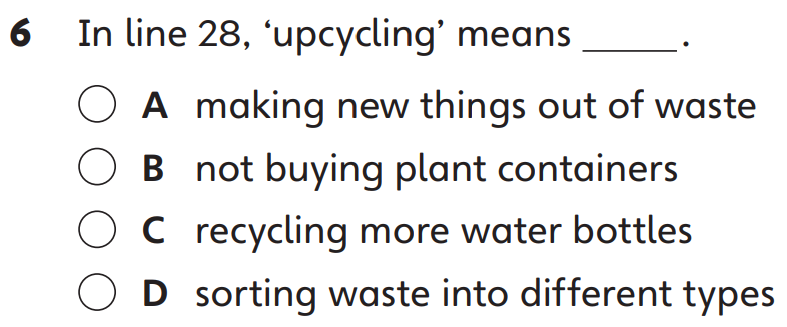 6 In line 28, ‘upcycling’ means _____.
A making new things out of waste
B not buying plant containers
C recycling more water bottles
D sorting waste into different types